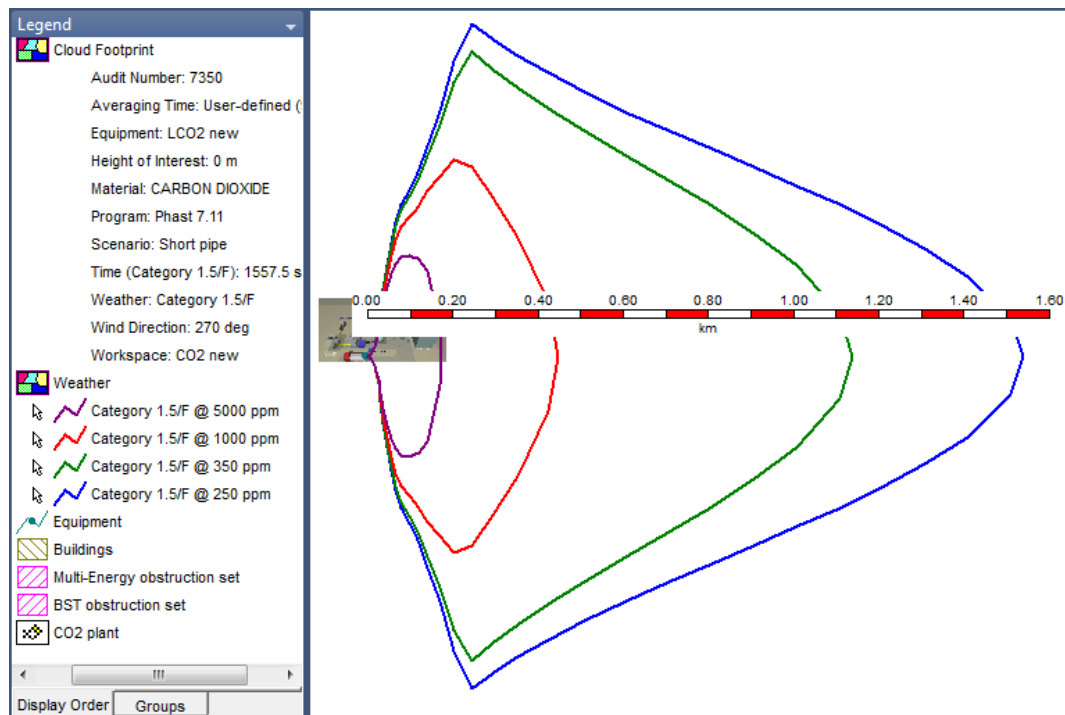 Legend
Cloud Footprint
Audit Number: 7350
Averaging Time: User-defined (
Equipment: LCO2 new
Height of Interest: 0 m
Material: CARBON DIOXIDE
Program: Phast 7.11
Scenario: Short pipe
Time (Category 1.5/F): 1557.5 s
Weather: Category 1.5/F
Wind Direction: 270 deg
Workspace: CO2 new
Weather
Category 1.5/F @ 5000 ppm
Category 1.5/F @ 1000 ppm
Category 1.5/F @ 350 ppm
Category 1.5/F @ 250 ppm
Equipment
Buildings
Multi-Energy obstruction set
BST obstruction set
CO2 plant
Display Order Groups
0.00 0.20 0.40 0.60 0.80 1.00 1.20 1.40 1.60
km